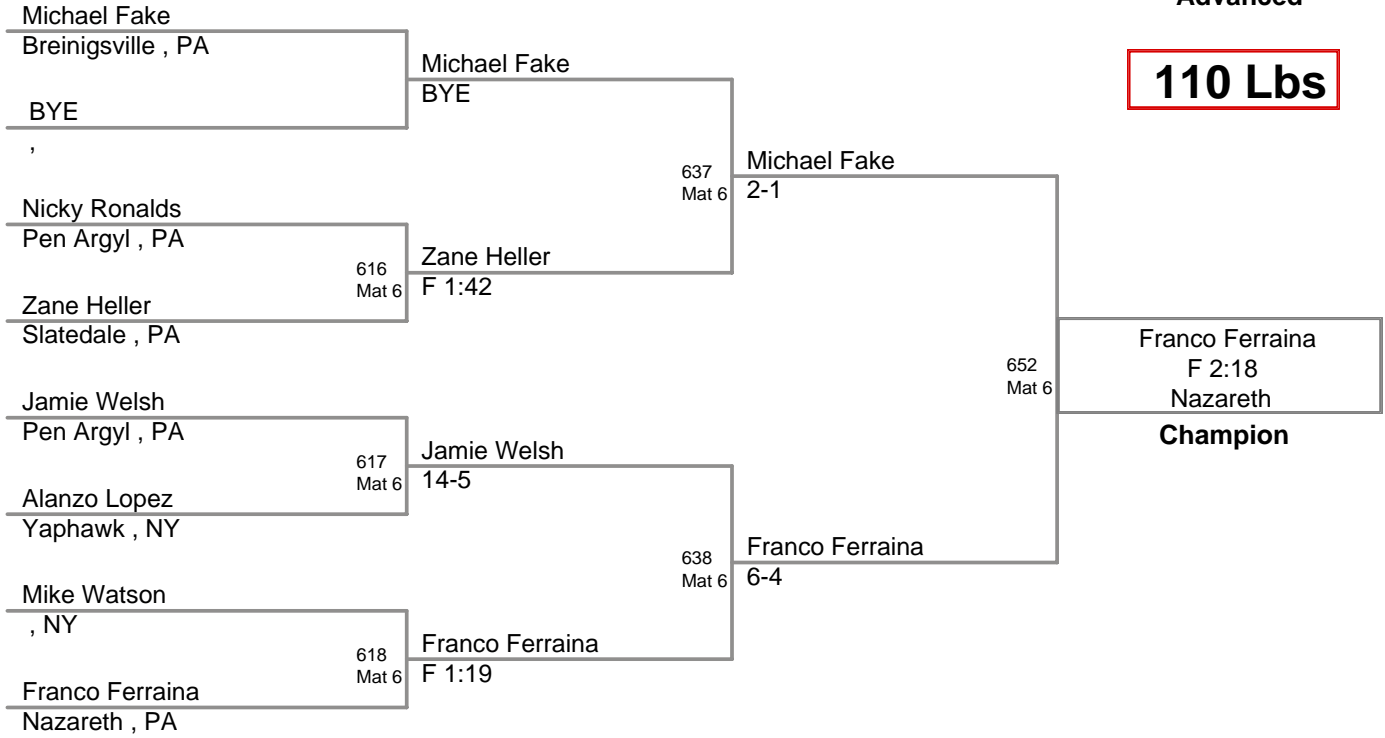 Advanced
110 Lbs
Michael Fake
Breinigsville , PA
BYE
,
Nicky Ronalds
Pen Argyl , PA
Zane Heller
Slatedale , PA
Jamie Welsh
Pen Argyl , PA
Alanzo Lopez
Yaphawk , NY
Mike Watson
, NY
Franco Ferraina
Nazareth , PA
Michael Fake
BYE
616
Mat 6
Zane Heller
F 1:42
617
Mat 6
Jamie Welsh
14-5
618
Mat 6
Franco Ferraina
F 1:19
637
Mat 6
Michael Fake
2-1
638
Mat 6
Franco Ferraina
6-4
652
Mat 6
Franco Ferraina
F 2:18
Nazareth
Champion